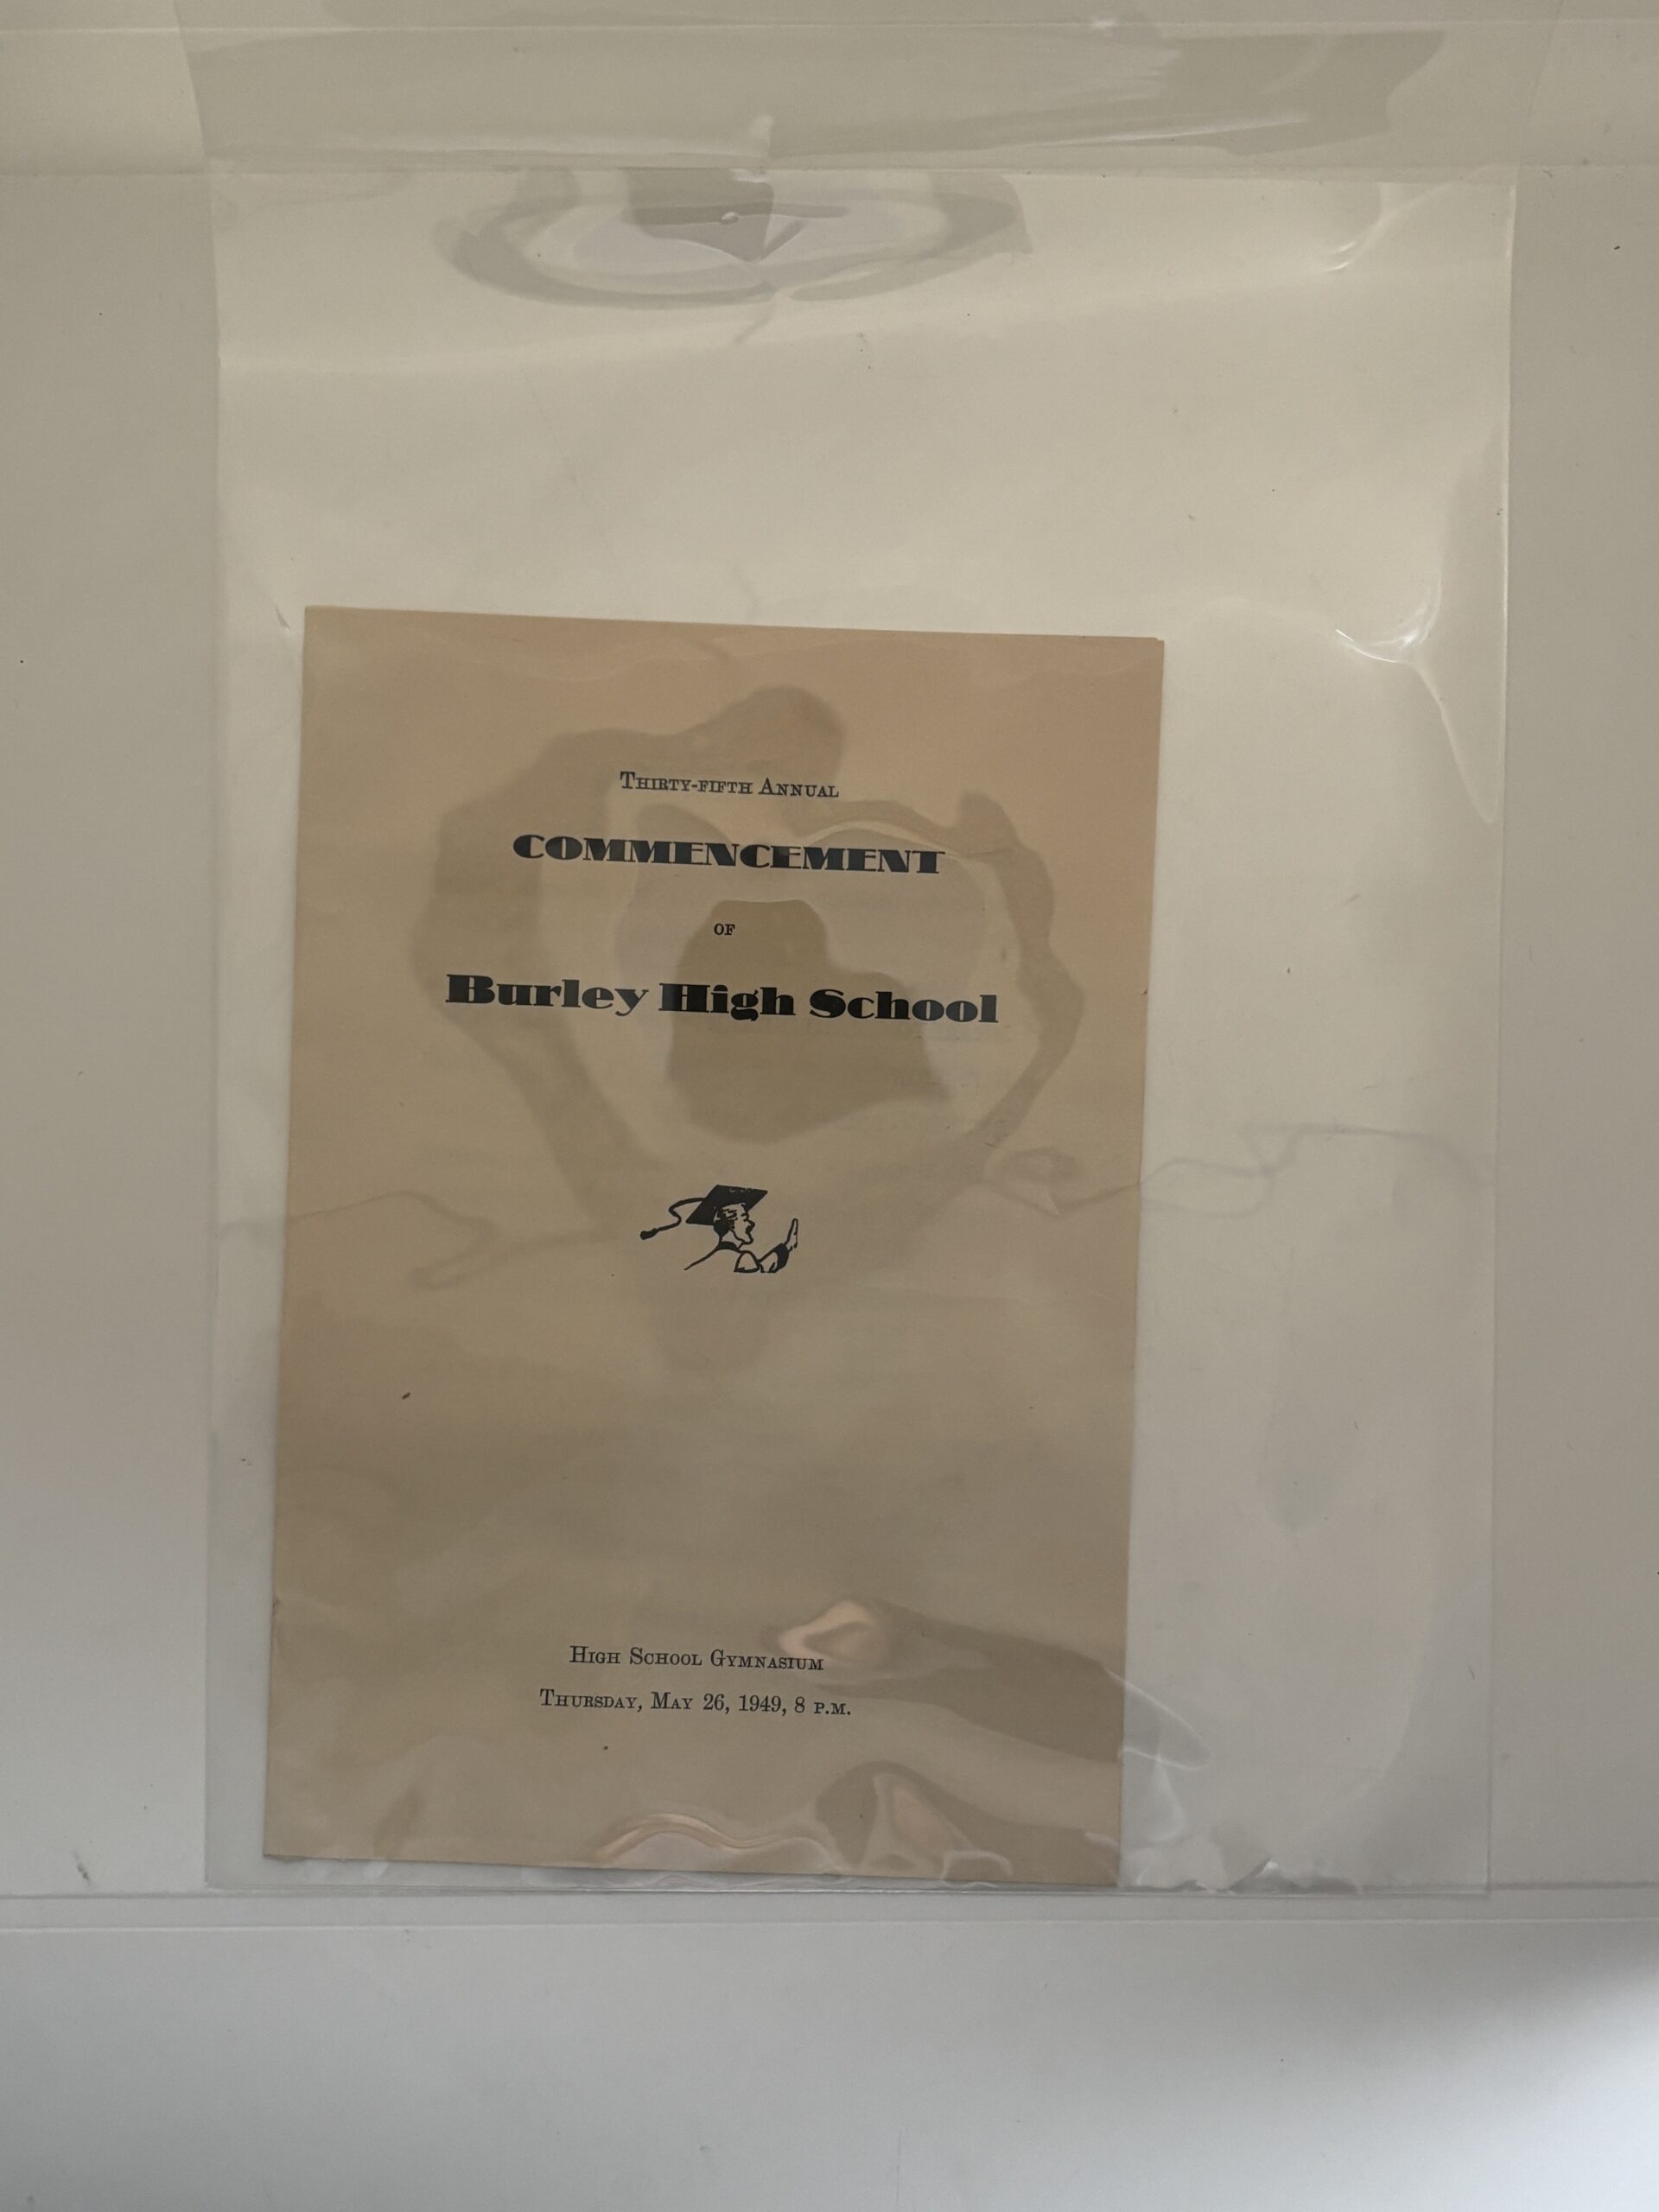 Thirty-fifth Annual
COMMENCEMENT
OF
Burley High School
High School Gymnasium
Thursday, May 26, 1949, 8 P.M.